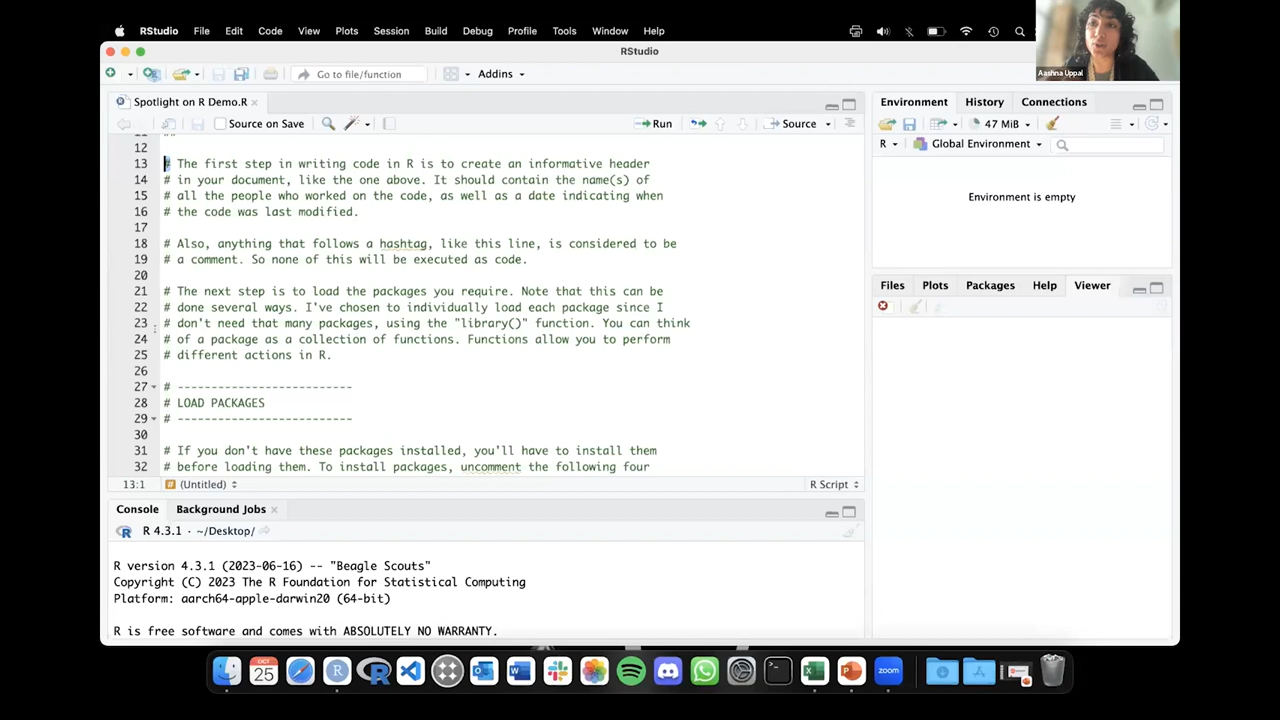 RStudio File Edit Code View Plots Session Build Debug Profile Tools Window Help
Aashna Uppal
RStudio
Go to file/function Addins
Spotlight on R Demo.R
Source on Save Run Source
11 ##
12
13 # The first step in writing code in R is to create an informative header
14 # in your document, like the one above. It should contain the name(s) of
15 # all the people who worked on the code, as well as a date indicating when
16 # the code was last modified.
17
18 # Also, anything that follows a hashtag, like this line, is considered to be
19 # a comment. So none of this will be executed as code.
20
21 # The next step is to load the packages you require. Note that this can be
22 # done several ways. I've chosen to individually load each package since I
23 # don't need that many packages, using the "library()" function. You can think
24 # of a package as a collection of functions. Functions allow you to perform
25 # different actions in R.
26
27 # --------------------------
28 # LOAD PACKAGES
29 # --------------------------
30
31 # If you don't have these packages installed, you'll have to install them
32 # before loading them. To install packages, uncomment the following four
13:1 # (Untitled) R Script
Console Background Jobs
R 4.3.1 · ~/Desktop/
R version 4.3.1 (2023-06-16) -- "Beagle Scouts"
Copyright (C) 2023 The R Foundation for Statistical Computing
Platform: aarch64-apple-darwin20 (64-bit)
R is free software and comes with ABSOLUTELY NO WARRANTY.
Environment History Connections
47 MiB
R Global Environment
Environment is empty
Files Plots Packages Help Viewer
OCT
25
zoom